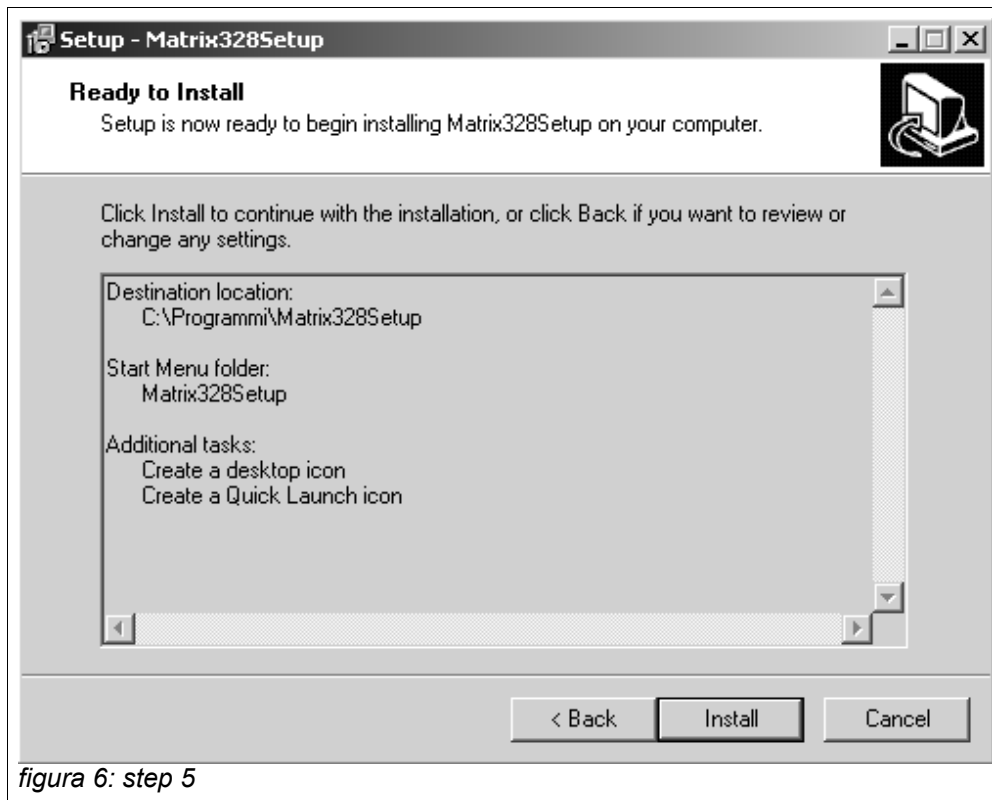 Setup - Matrix328Setup
Ready to Install
Setup is now ready to begin installing Matrix328Setup on your computer.
Click Install to continue with the installation, or click Back if you want to review or
change any settings.
Destination location:
C:\Programmi\Matrix328Setup
Start Menu folder:
Matrix328Setup
Additional tasks:
Create a desktop icon
Create a Quick Launch icon
< Back Install Cancel
figura 6: step 5